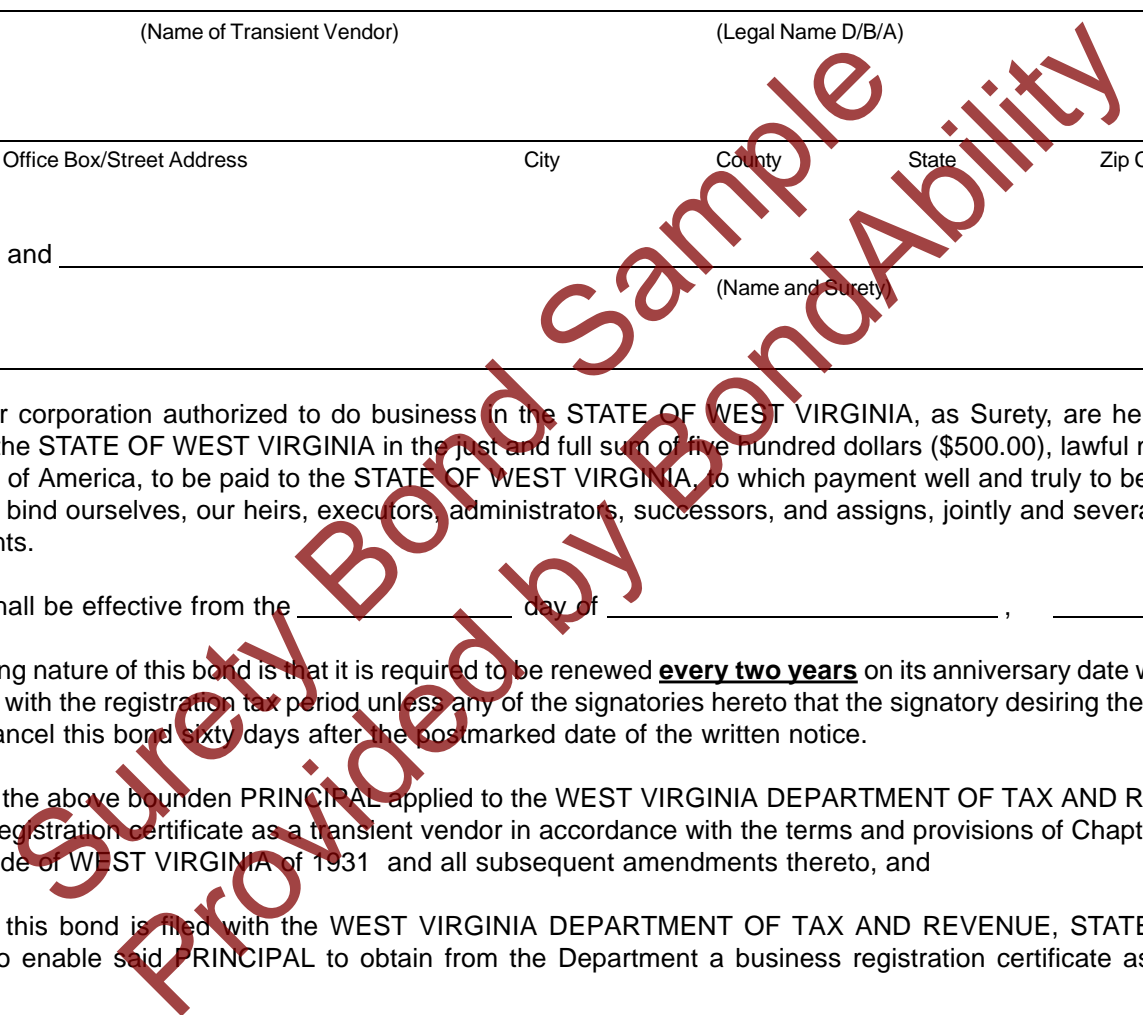 (Name of Transient Vendor) (Legal Name D/B/A)
Office Box/Street Address City County State Zip C
and
(Name and Surety)
r corporation authorized to do business in the STATE OF WEST VIRGINIA, as Surety, are he
the STATE OF WEST VIRGINIA in the just and full sum of five hundred dollars ($500.00), lawful
of America, to be paid to the STATE OF WEST VIRGINIA, to which payment well and truly to be
bind ourselves, our heirs, executors, administrators, successors, and assigns, jointly and severa
nts.
hall be effective from the ________ day of ________ , ________
ng nature of this bond is that it is required to be renewed every two years on its anniversary date
with the registration tax period unless any of the signatories hereto that the signatory desiring the
ancel this bond sixty days after the postmarked date of the written notice.
the above bounden PRINCIPAL applied to the WEST VIRGINIA DEPARTMENT OF TAX AND R
egistration certificate as a transient vendor in accordance with the terms and provisions of Chapt
de of WEST VIRGINIA of 1931 and all subsequent amendments thereto, and
this bond is filed with the WEST VIRGINIA DEPARTMENT OF TAX AND REVENUE, STATE
o enable said PRINCIPAL to obtain from the Department a business registration certificate as
Surety Bond Sample
Provided by BondAbility